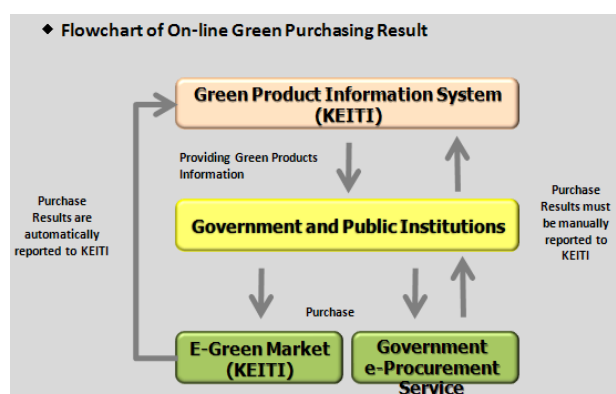 ◆ Flowchart of On-line Green Purchasing Result
Green Product Information System
(KEITI)
Providing Green Products
Information
Purchase
Results are
automatically
reported to KEITI
Purchase
Results must
be manually
reported to
KEITI
Government and Public Institutions
Purchase
E-Green Market
(KEITI)
Government
e-Procurement
Service